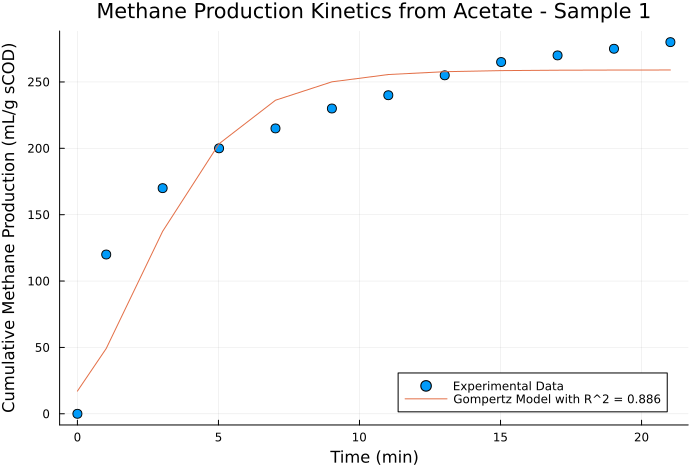 Methane Production Kinetics from Acetate - Sample 1
Cumulative Methane Production (mL/g sCOD)
250
200
150
100
50
0
Experimental Data
Gompertz Model with R^2 = 0.886
0 5 10 15 20
Time (min)